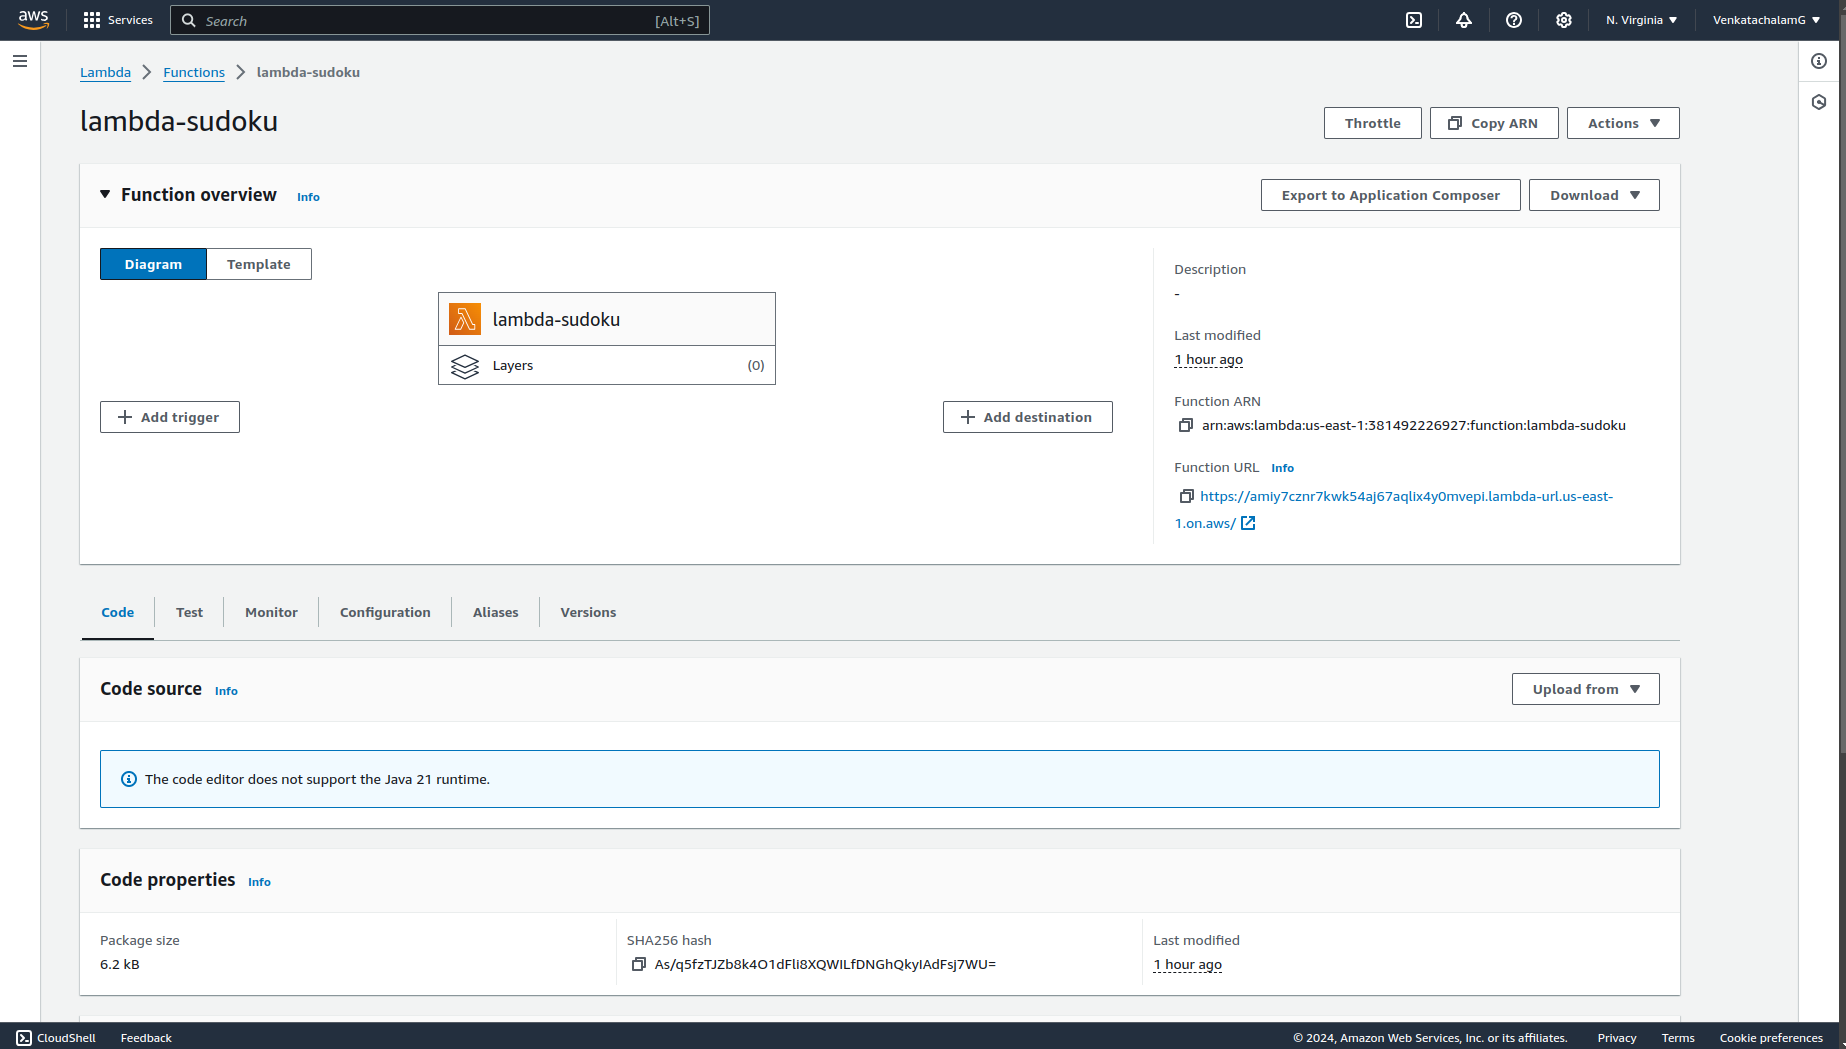 aws
Services
Search
[Alt+S]
N. Virginia
VenkatachalamG
Lambda
Functions
lambda-sudoku
lambda-sudoku
Throttle
Copy ARN
Actions
Function overview Info
Export to Application Composer
Download
Diagram
Template
lambda-sudoku
Layers
(0)
Add trigger
Add destination
Description
-
Last modified
1 hour ago
Function ARN
arn:aws:lambda:us-east-1:381492226927:function:lambda-sudoku
Function URL Info
https://amiy7cznr7kwk54aj67aqlix4y0mvepi.lambda-url.us-east-
1.on.aws/
Code
Test
Monitor
Configuration
Aliases
Versions
Code source Info
Upload from
The code editor does not support the Java 21 runtime.
Code properties Info
Package size
6.2 kB
SHA256 hash
As/q5fzTJZb8k4O1dFli8XQWILfDNGhQkyIAdFsj7WU=
Last modified
1 hour ago
CloudShell
Feedback
© 2024, Amazon Web Services, Inc. or its affiliates.
Privacy
Terms
Cookie preferences